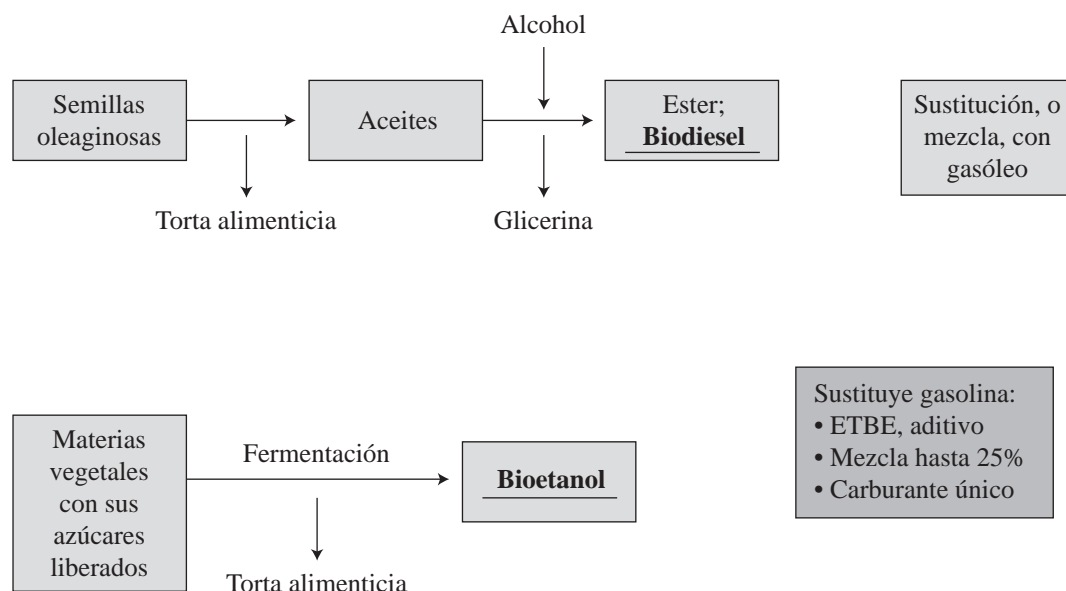 Alcohol
Semillas
oleaginosas
Aceites
Ester;
Biodiesel
Sustitución, o
mezcla, con
gasóleo
Torta alimenticia
Glicerina
Materias
vegetales
con sus
azúcares
liberados
Fermentación
Bioetanol
Sustituye gasolina:
• ETBE, aditivo
• Mezcla hasta 25%
• Carburante único
Torta alimenticia